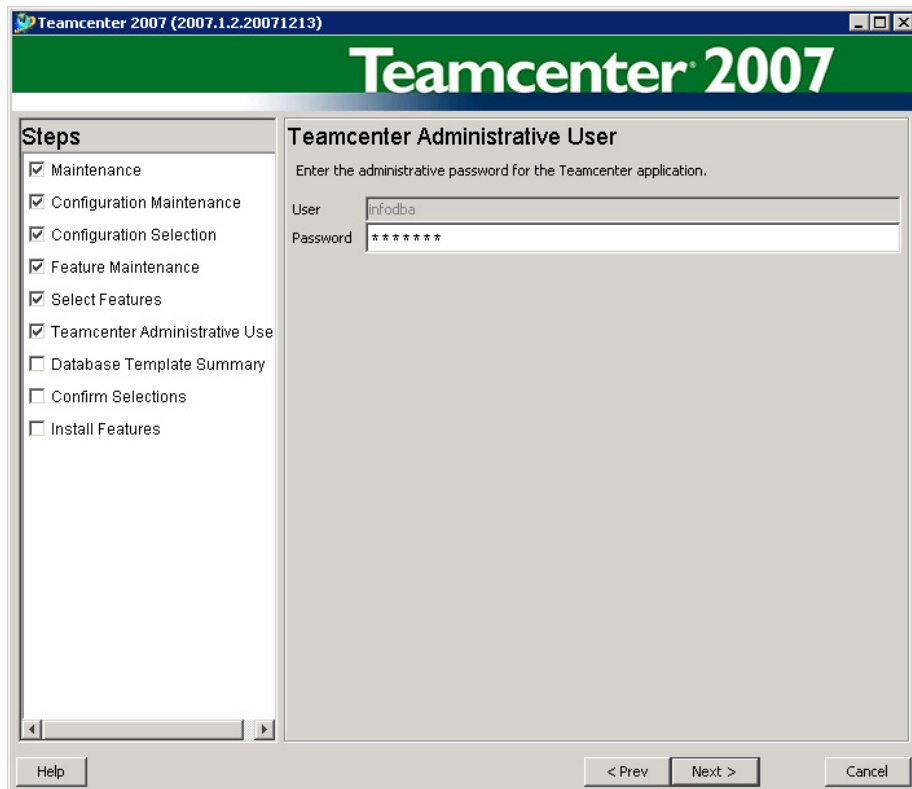 Teamcenter 2007 (2007.1.2.20071213)
Teamcenter 2007
Steps
Maintenance
Configuration Maintenance
Configuration Selection
Feature Maintenance
Select Features
Teamcenter Administrative Use
Database Template Summary
Confirm Selections
Install Features
Teamcenter Administrative User
Enter the administrative password for the Teamcenter application.
User infodba
Password *******
Help < Prev Next > Cancel